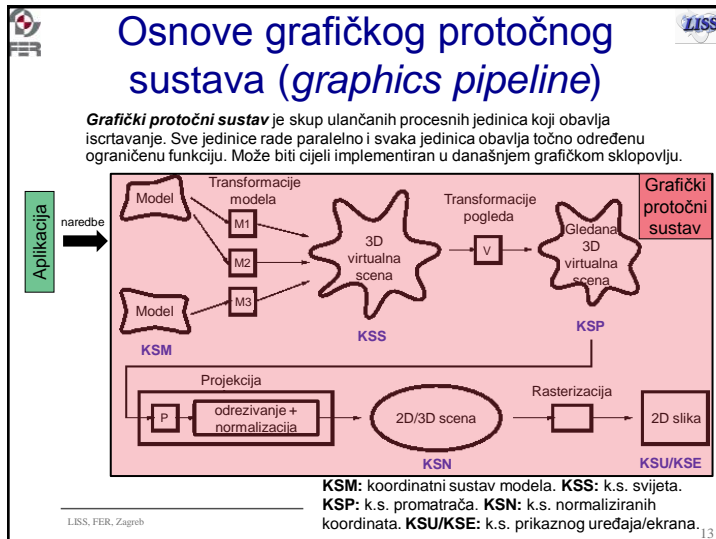 FER
LISS
Osnove grafičkog protočnog
sustava (graphics pipeline)
Grafički protočni sustav je skup ulančanih procesnih jedinica koji obavlja
iscrtavanje. Sve jedinice rade paralelno i svaka jedinica obavlja točno određenu
ograničenu funkciju. Može biti cijeli implementiran u današnjem grafičkom sklopovlju.
Aplikacija
naredbe
Grafički
protočni
sustav
Transformacije
modela
Transformacije
pogleda
Model
M1
M2
M3
Model
KSM
3D
virtualna
scena
KSS
V
Gledana
3D
virtualna
scena
KSP
Projekcija
P
odrezivanje +
normalizacija
2D/3D scena
KSN
Rasterizacija
2D slika
KSU/KSE
KSM: koordinatni sustav modela. KSS: k.s. svijeta.
KSP: k.s. promatrača. KSN: k.s. normaliziranih
koordinata. KSU/KSE: k.s. prikaznog uređaja/ekrana.
LISS, FER, Zagreb
13